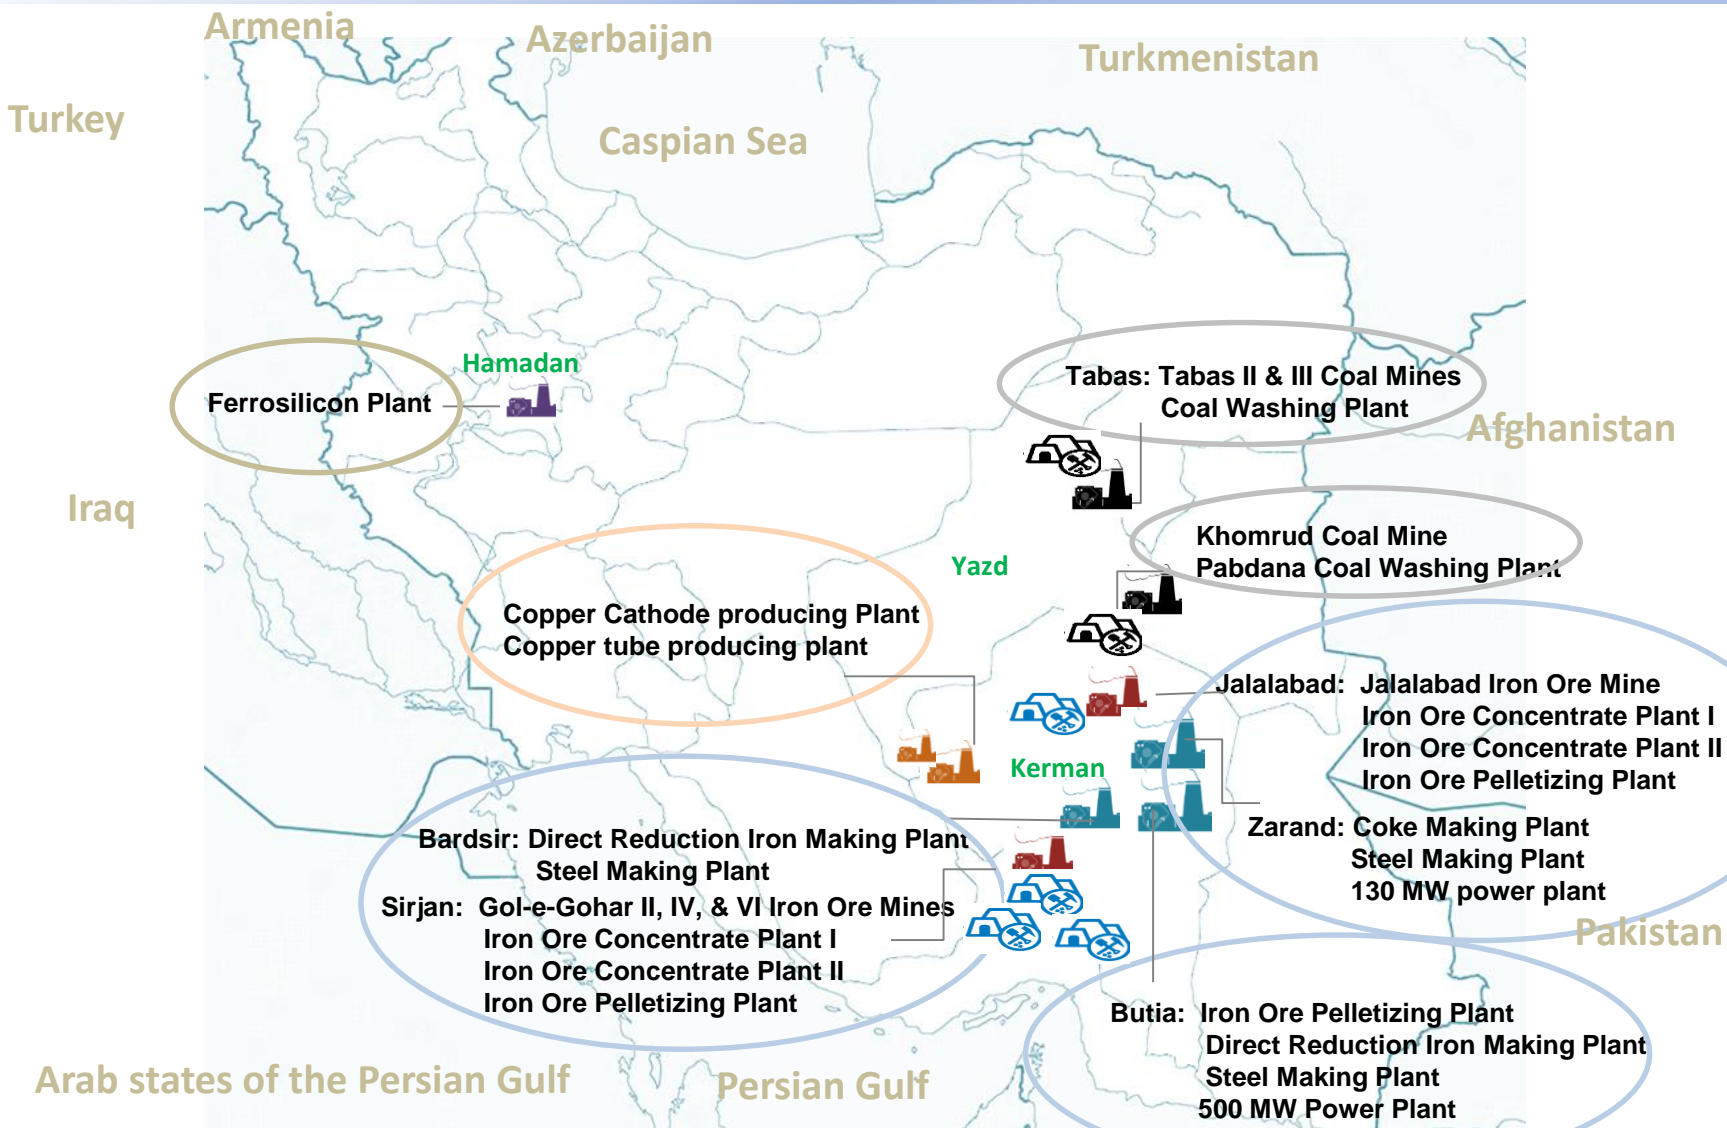 Armenia
Azerbaijan
Turkmenistan
Turkey
Caspian Sea
Hamadan
Ferrosilicon Plant
Tabas: Tabas II & III Coal Mines
Coal Washing Plant
Afghanistan
Iraq
Khomrud Coal Mine
Pabdana Coal Washing Plant
Yazd
Copper Cathode producing Plant
Copper tube producing plant
Jalalabad: Jalalabad Iron Ore Mine
Iron Ore Concentrate Plant I
Iron Ore Concentrate Plant II
Iron Ore Pelletizing Plant
Kerman
Zarand: Coke Making Plant
Steel Making Plant
130 MW power plant
Bardsir: Direct Reduction Iron Making Plant
Steel Making Plant
Sirjan: Gol-e-Gohar II, IV, & VI Iron Ore Mines
Iron Ore Concentrate Plant I
Iron Ore Concentrate Plant II
Iron Ore Pelletizing Plant
Pakistan
Butia: Iron Ore Pelletizing Plant
Direct Reduction Iron Making Plant
Steel Making Plant
500 MW Power Plant
Arab states of the Persian Gulf
Persian Gulf